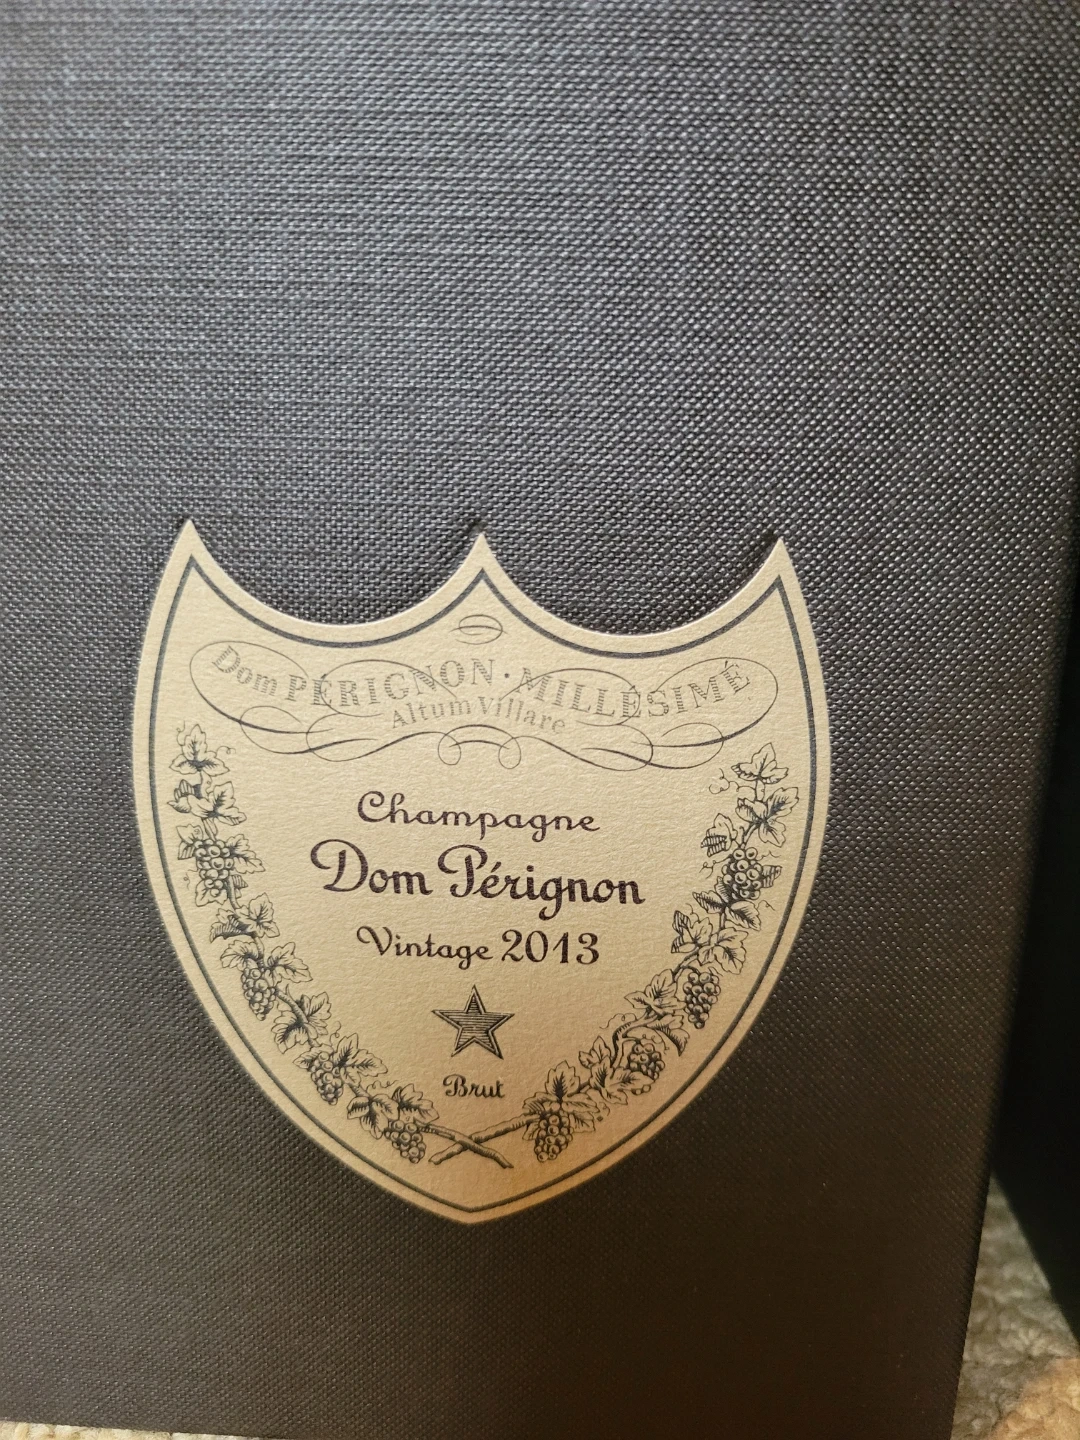 Dom PÉRIGNON · MILLÉSIMÉ
Altum Villare
Champagne
Dom Pérignon
Vintage 2013
Brut